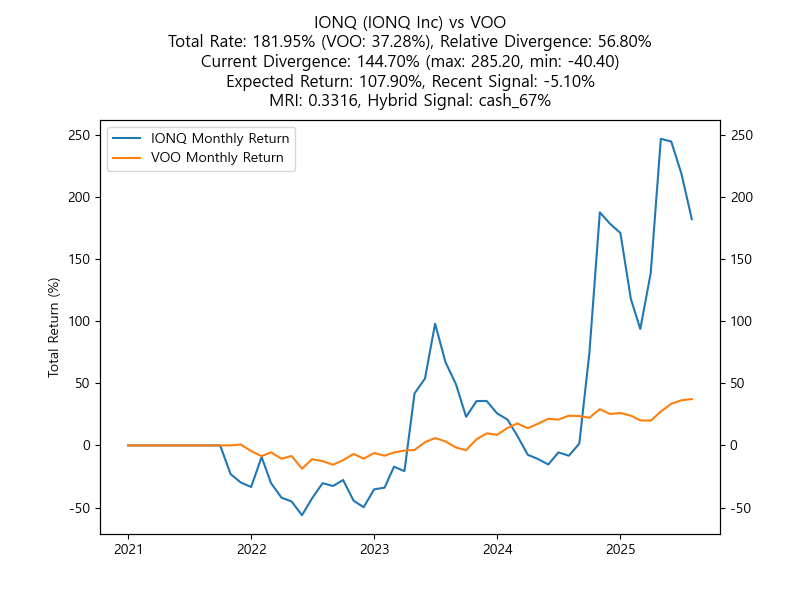 IONQ (IONQ Inc) vs VOO
Total Rate: 181.95% (VOO: 37.28%), Relative Divergence: 56.80%
Current Divergence: 144.70% (max: 285.20, min: -40.40)
Expected Return: 107.90%, Recent Signal: -5.10%
MRI: 0.3316, Hybrid Signal: cash_67%
IONQ Monthly Return
VOO Monthly Return
Total Return (%)
250
200
150
100
50
0
-50
250
200
150
100
50
0
-50
2021 2022 2023 2024 2025